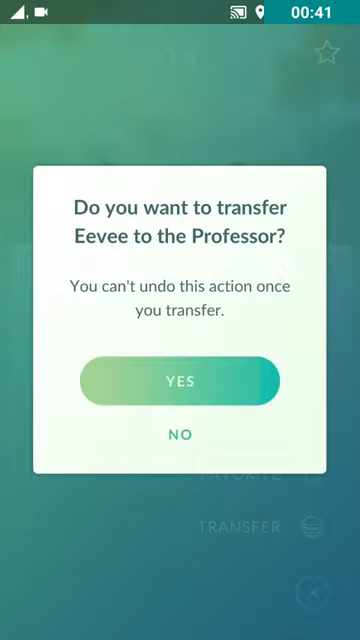 00:41
Do you want to transfer
Eevee to the Professor?
You can't undo this action once
you transfer.
YES
NO
FAVORITE
TRANSFER